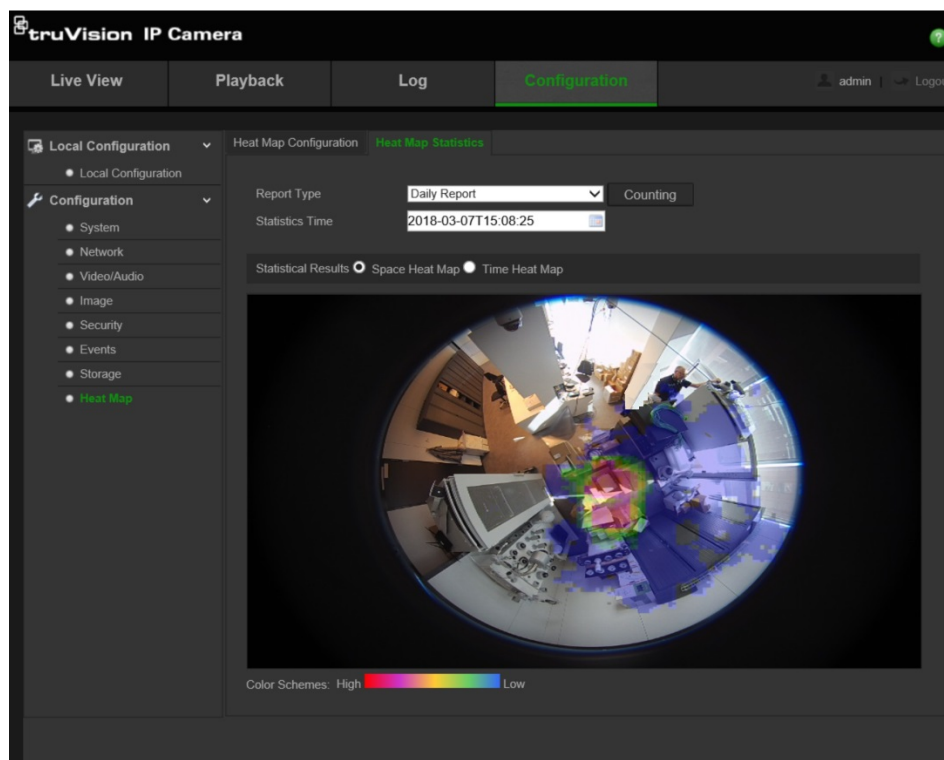 truVision IP Camera
Live View Playback Log Configuration admin | Logo
Local Configuration
Local Configuration
Configuration
System
Network
Video/Audio
Image
Security
Events
Storage
Heat Map
Heat Map Configuration Heat Map Statistics
Report Type Daily Report Counting
Statistics Time 2018-03-07T15:08:25
Statistical Results Space Heat Map Time Heat Map
Color Schemes: High Low